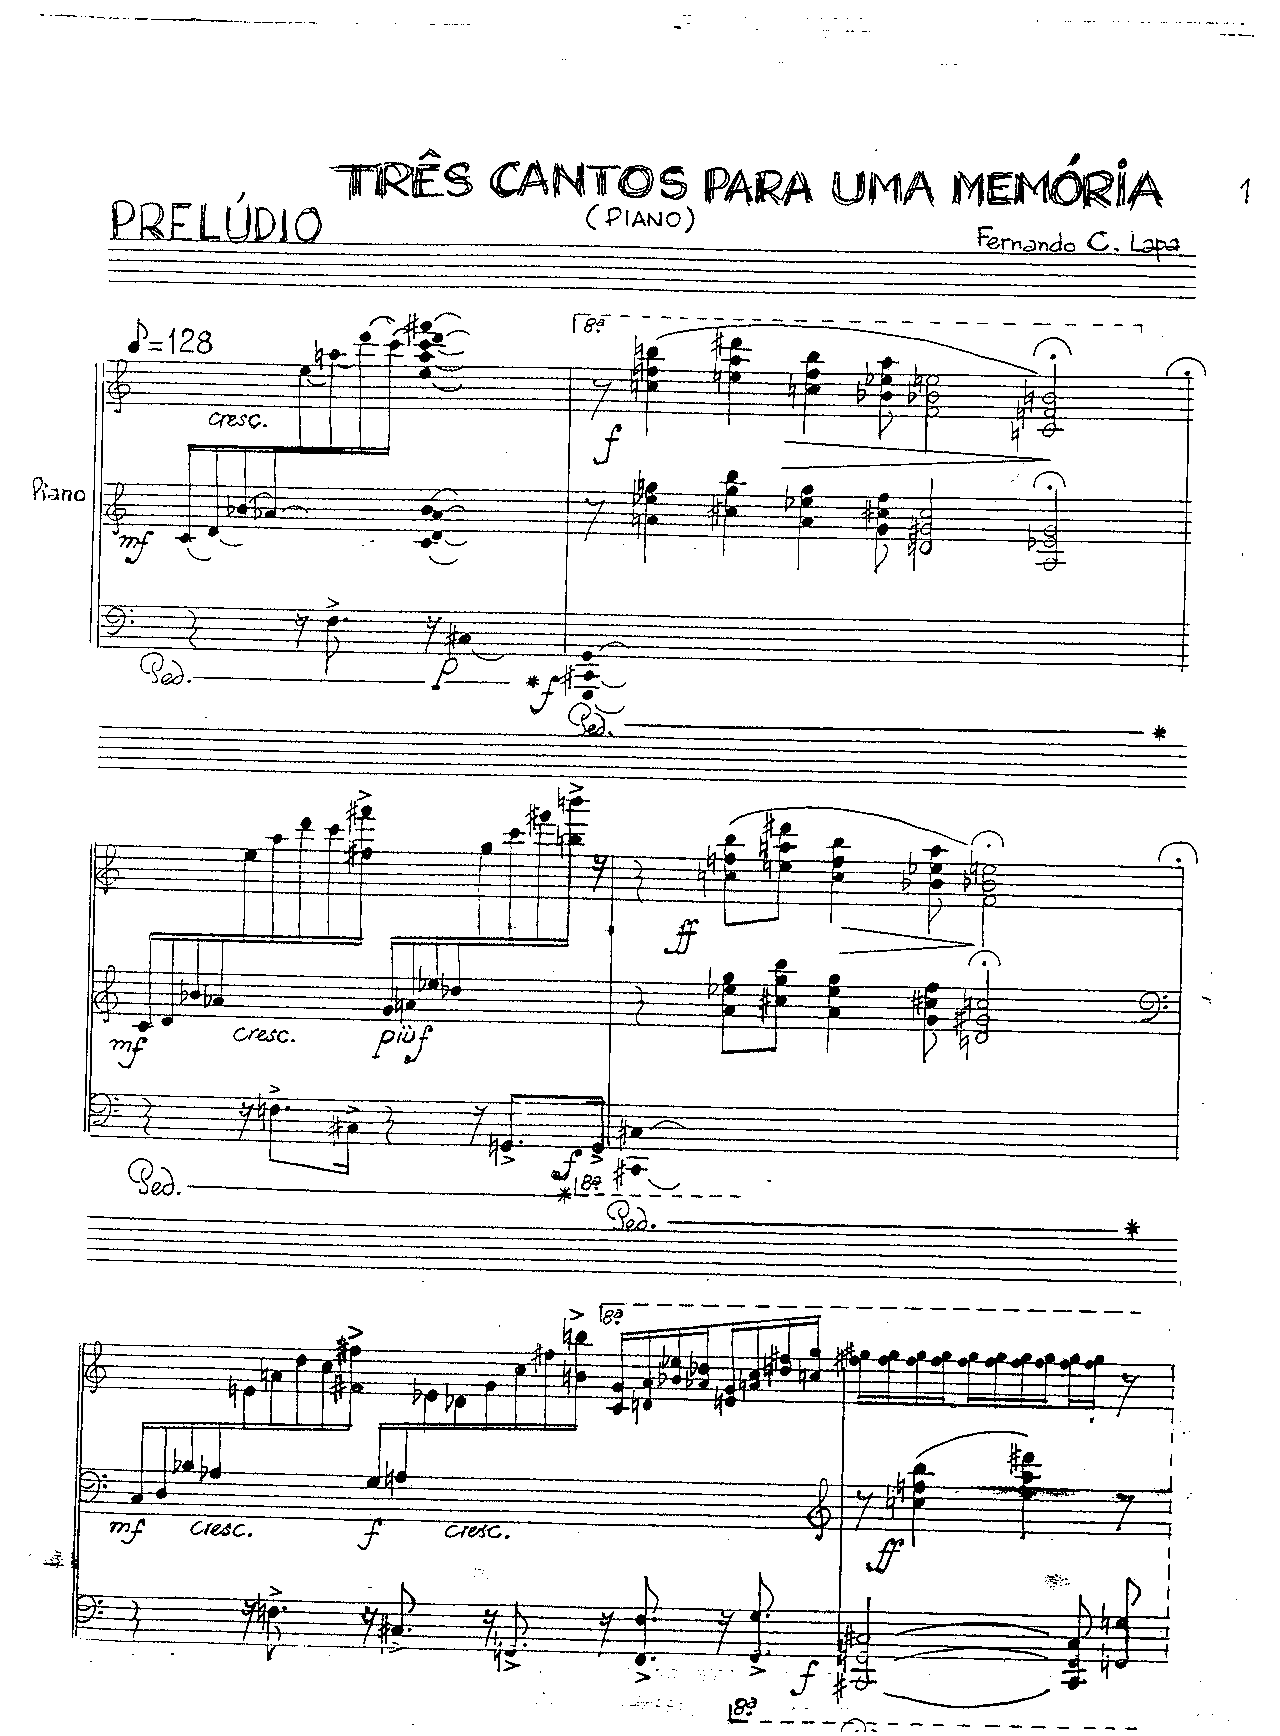 TRÊS CANTOS PARA UMA MEMÓRIA 1
(PIANO)
PRELÚDIO
Fernando C. Lapa
♪=128
8ª
cresc.
f
Piano
mf
Ped. p * f
Ped. *
ff
mf cresc. più f
f
Ped. * 8ª
Ped. *
8ª
mf cresc. f cresc.
ff
f
8ª